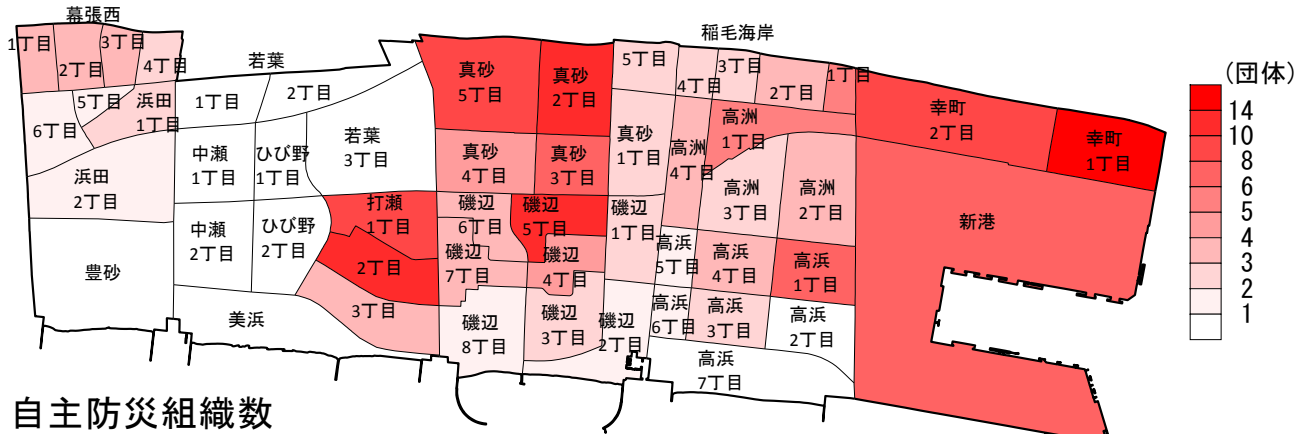 幕張西
1丁目
2丁目
3丁目
4丁目
5丁目
6丁目
浜田
1丁目
浜田
2丁目
豊砂
若葉
1丁目
2丁目
若葉
3丁目
中瀬
1丁目
ひび野
1丁目
中瀬
2丁目
ひび野
2丁目
美浜
打瀬
1丁目
2丁目
3丁目
真砂
5丁目
真砂
2丁目
真砂
4丁目
真砂
3丁目
真砂
1丁目
磯辺
6丁目
磯辺
5丁目
磯辺
1丁目
磯辺
7丁目
磯辺
4丁目
磯辺
8丁目
磯辺
3丁目
磯辺
2丁目
稲毛海岸
5丁目
4丁目
3丁目
2丁目
1丁目
高洲
4丁目
高洲
1丁目
高洲
3丁目
高洲
2丁目
高浜
5丁目
高浜
4丁目
高浜
1丁目
高浜
6丁目
高浜
3丁目
高浜
2丁目
高浜
7丁目
幸町
2丁目
幸町
1丁目
新港
(団体)
14
10
8
6
5
4
3
2
1
自主防災組織数